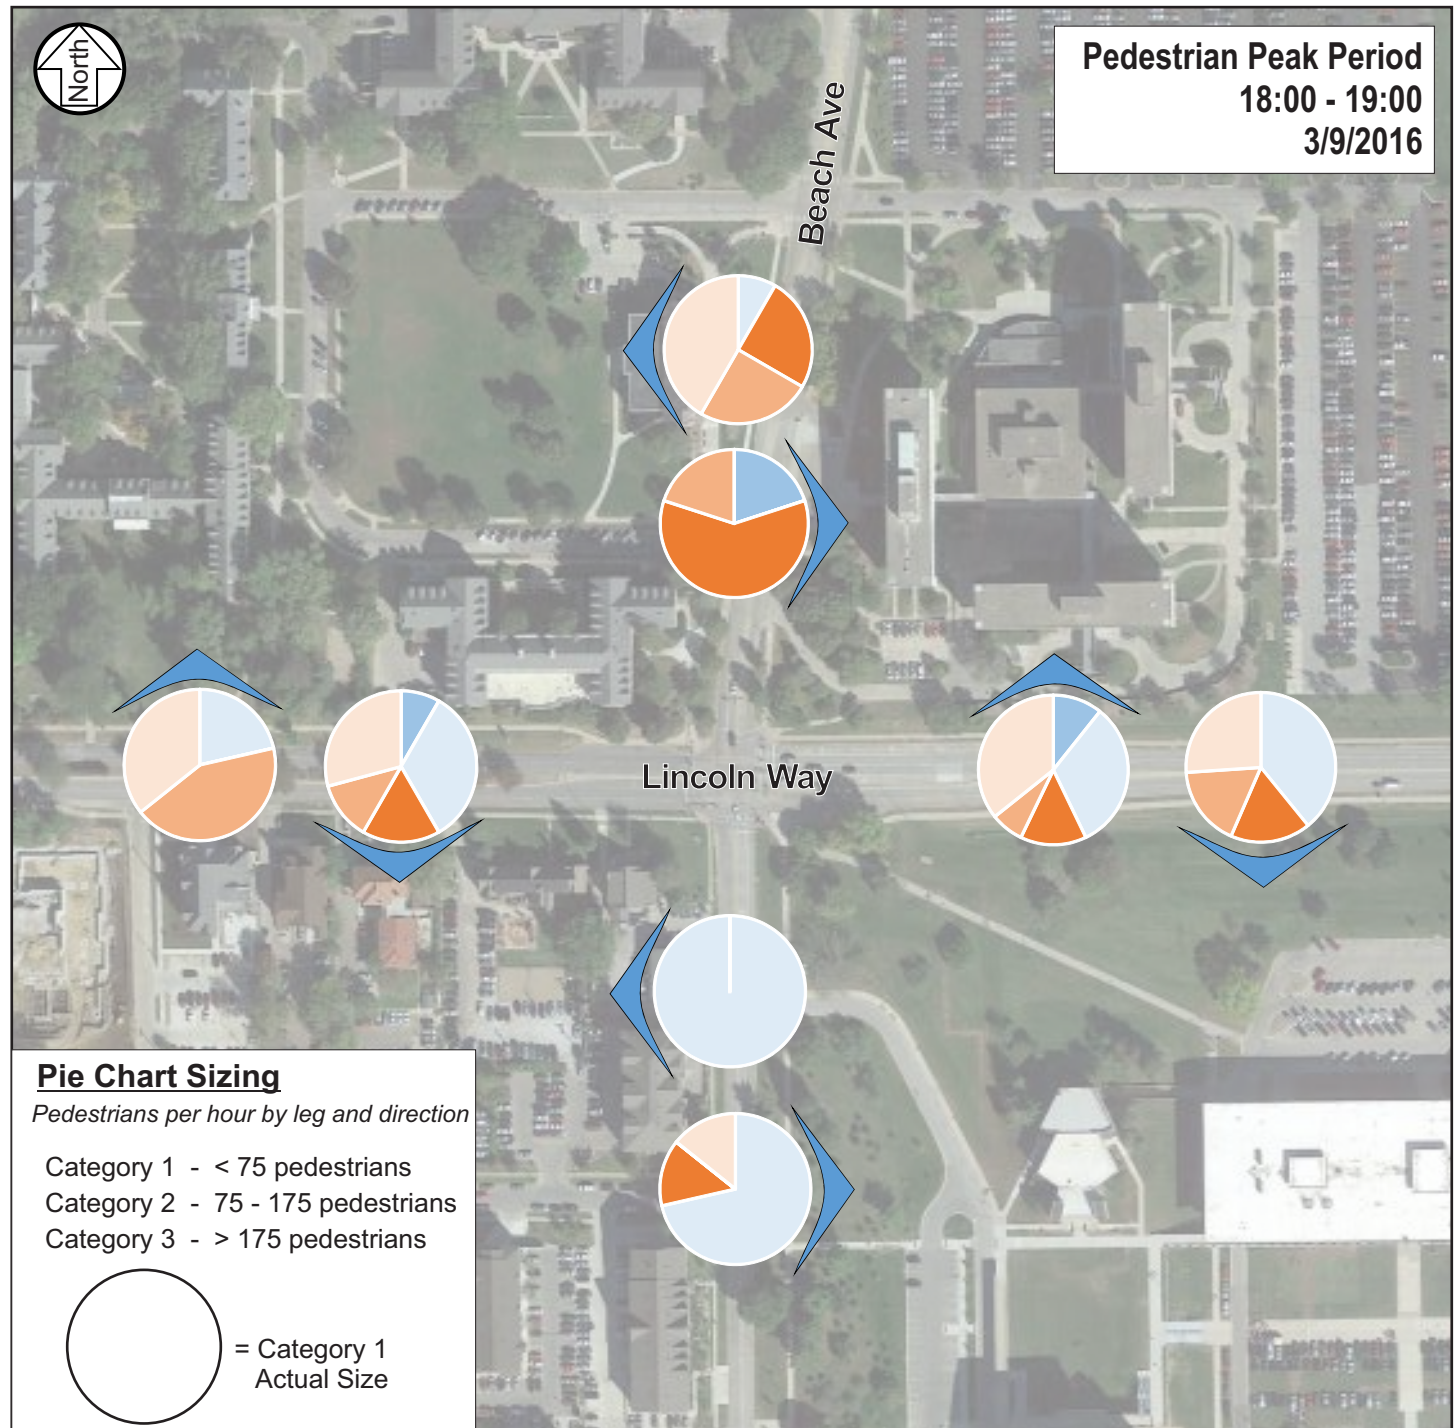 North
Pedestrian Peak Period
18:00 - 19:00
3/9/2016
Beach Ave
Lincoln Way
Pie Chart Sizing
Pedestrians per hour by leg and direction
Category 1 - < 75 pedestrians
Category 2 - 75 - 175 pedestrians
Category 3 - > 175 pedestrians
= Category 1
Actual Size